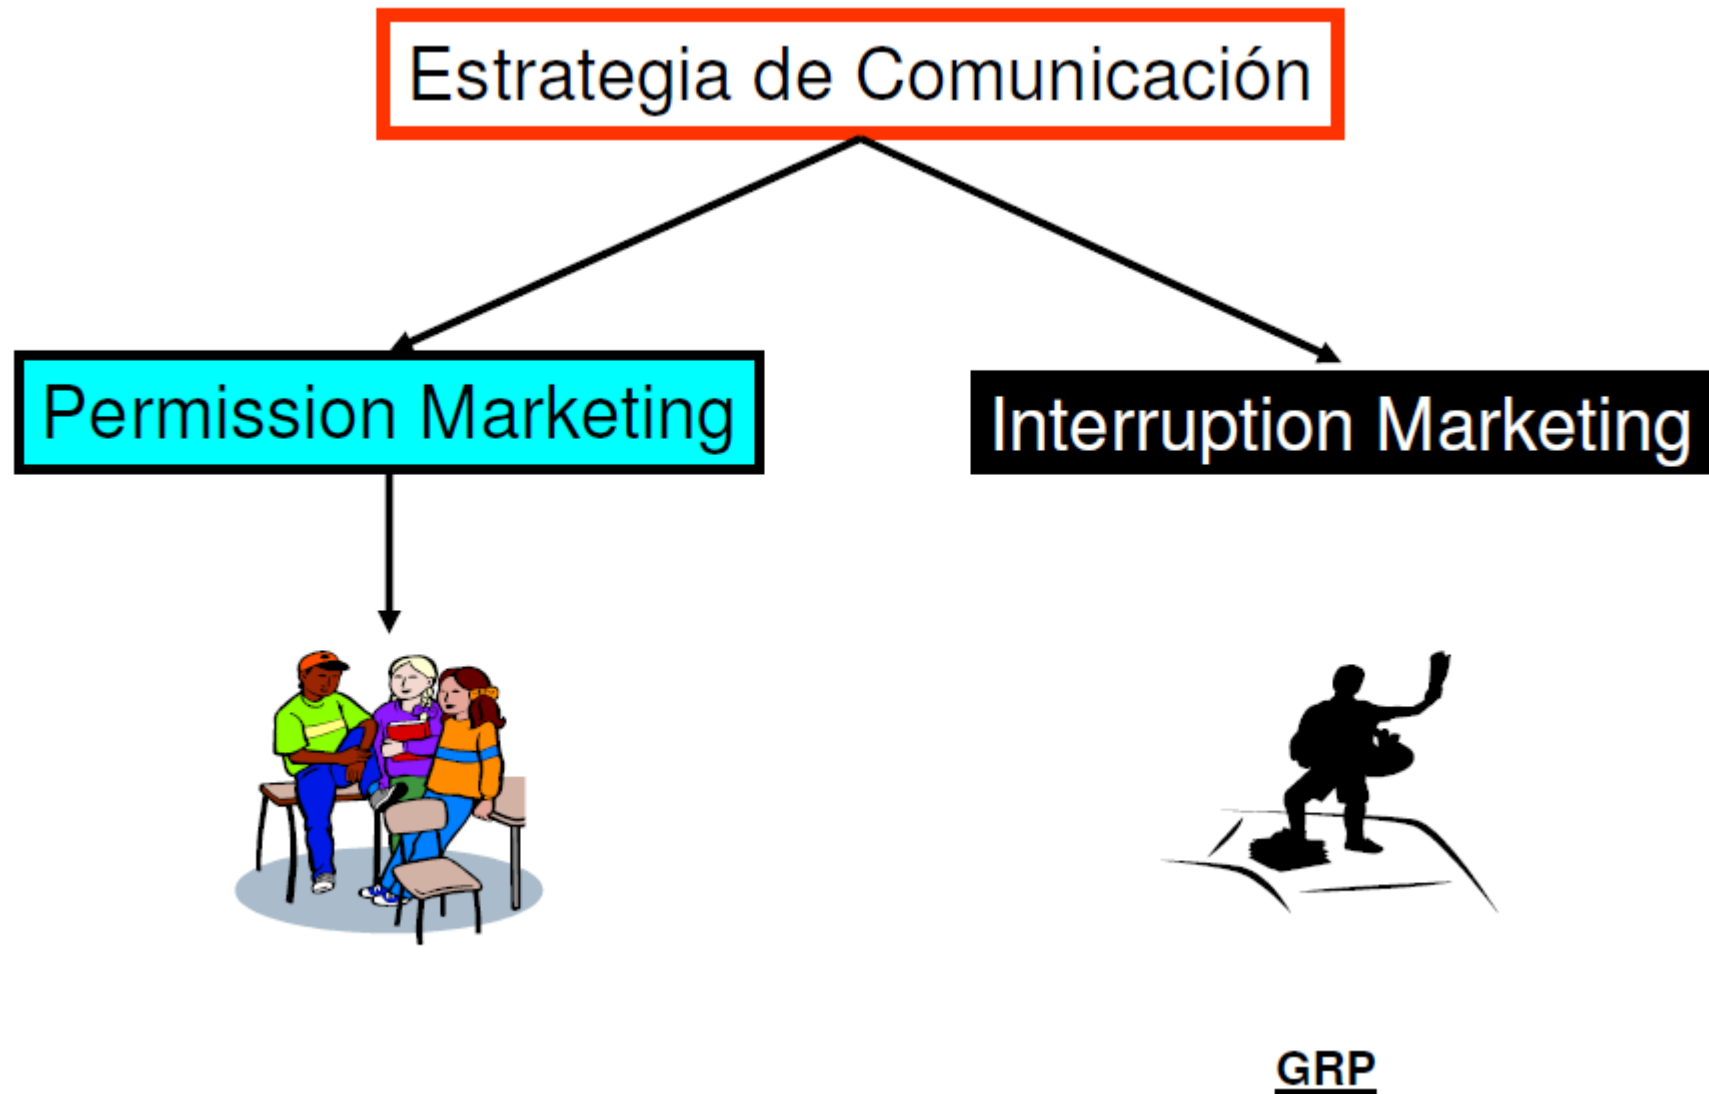 Estrategia de Comunicación
Permission Marketing
Interruption Marketing
GRP